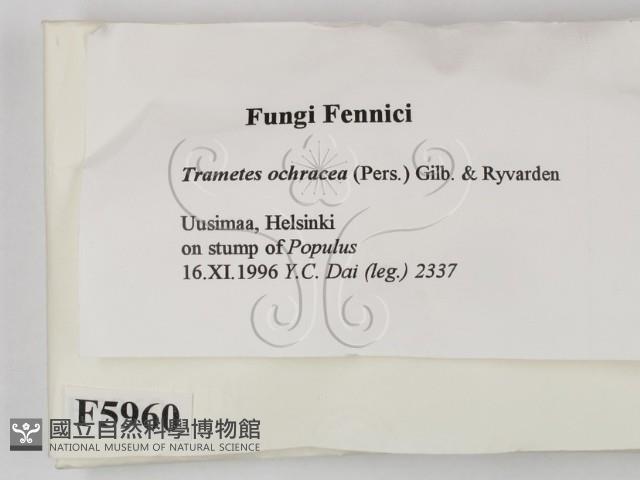 Fungi Fennici
Trametes ochracea (Pers.) Gilb. & Ryvarden
Uusimaa, Helsinki
on stump of Populus
16.XI.1996 Y.C. Dai (leg.) 2337
F5960
國立自然科學博物館
NATIONAL MUSEUM OF NATURAL SCIENCE